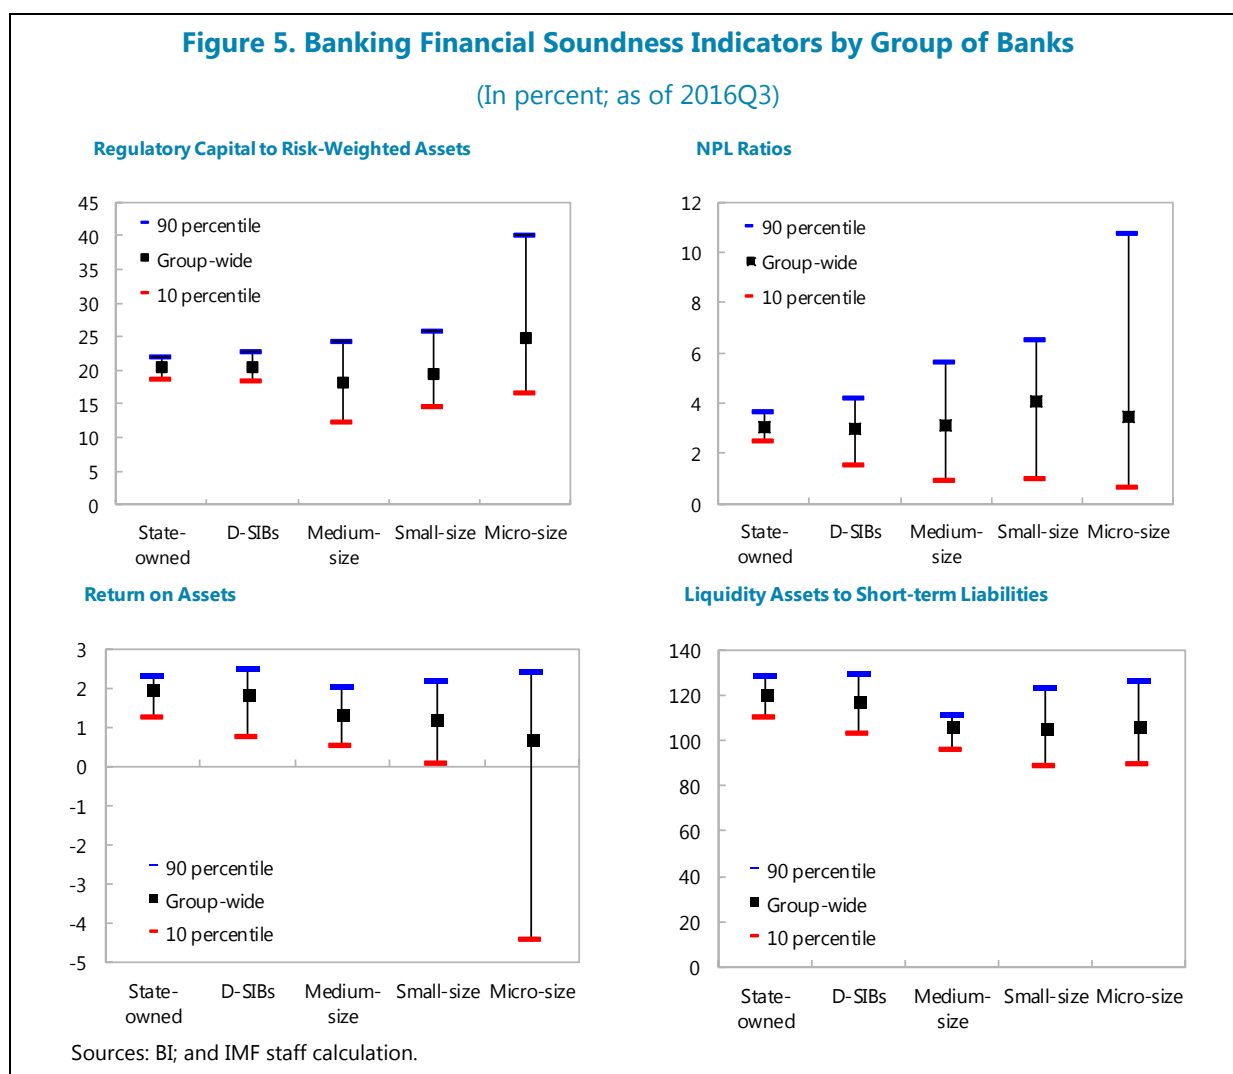 Figure 5. Banking Financial Soundness Indicators by Group of Banks
(In percent; as of 2016Q3)
Regulatory Capital to Risk-Weighted Assets
45
40
35
30
25
20
15
10
5
0
90 percentile
Group-wide
10 percentile
State-owned
D-SIBs
Medium-size
Small-size
Micro-size
NPL Ratios
12
10
8
6
4
2
0
90 percentile
Group-wide
10 percentile
State-owned
D-SIBs
Medium-size
Small-size
Micro-size
Return on Assets
3
2
1
0
-1
-2
-3
-4
-5
90 percentile
Group-wide
10 percentile
State-owned
D-SIBs
Medium-size
Small-size
Micro-size
Liquidity Assets to Short-term Liabilities
140
120
100
80
60
40
20
0
90 percentile
Group-wide
10 percentile
State-owned
D-SIBs
Medium-size
Small-size
Micro-size
Sources: BI; and IMF staff calculation.